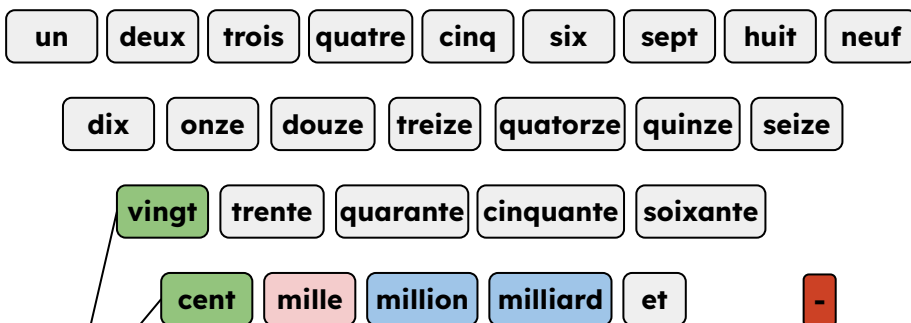 un deux trois quatre cinq six sept huit neuf
dix onze douze treize quatorze quinze seize
vingt trente quarante cinquante soixante
cent mille million milliard et -